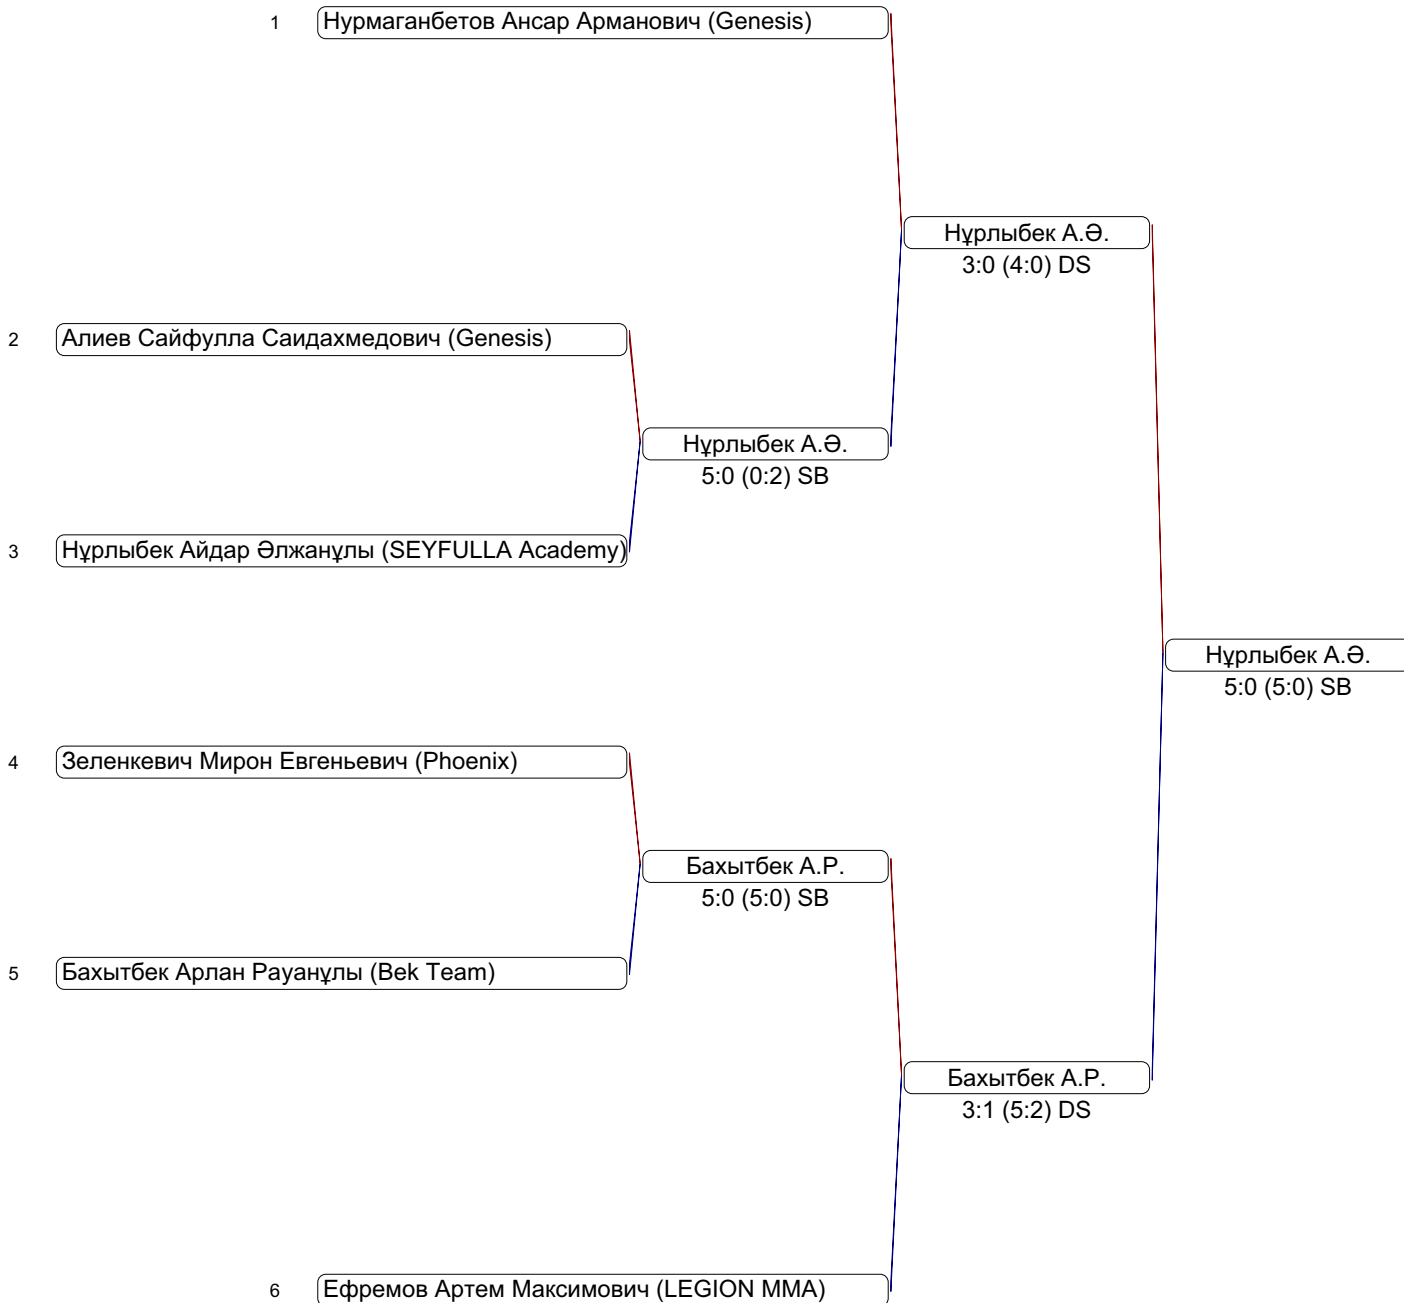 1 Нурмаганбетов Ансар Арманович (Genesis)
Нұрлыбек А.Ә.
3:0 (4:0) DS
2 Алиев Сайфулла Саидахмедович (Genesis)
Нұрлыбек А.Ә.
5:0 (0:2) SB
3 Нұрлыбек Айдар Әлжанұлы (SEYFULLA Academy)
Нұрлыбек А.Ә.
5:0 (5:0) SB
4 Зеленкевич Мирон Евгеньевич (Phoenix)
Бахытбек А.Р.
5:0 (5:0) SB
5 Бахытбек Арлан Рауанұлы (Bek Team)
Бахытбек А.Р.
3:1 (5:2) DS
6 Ефремов Артем Максимович (LEGION MMA)